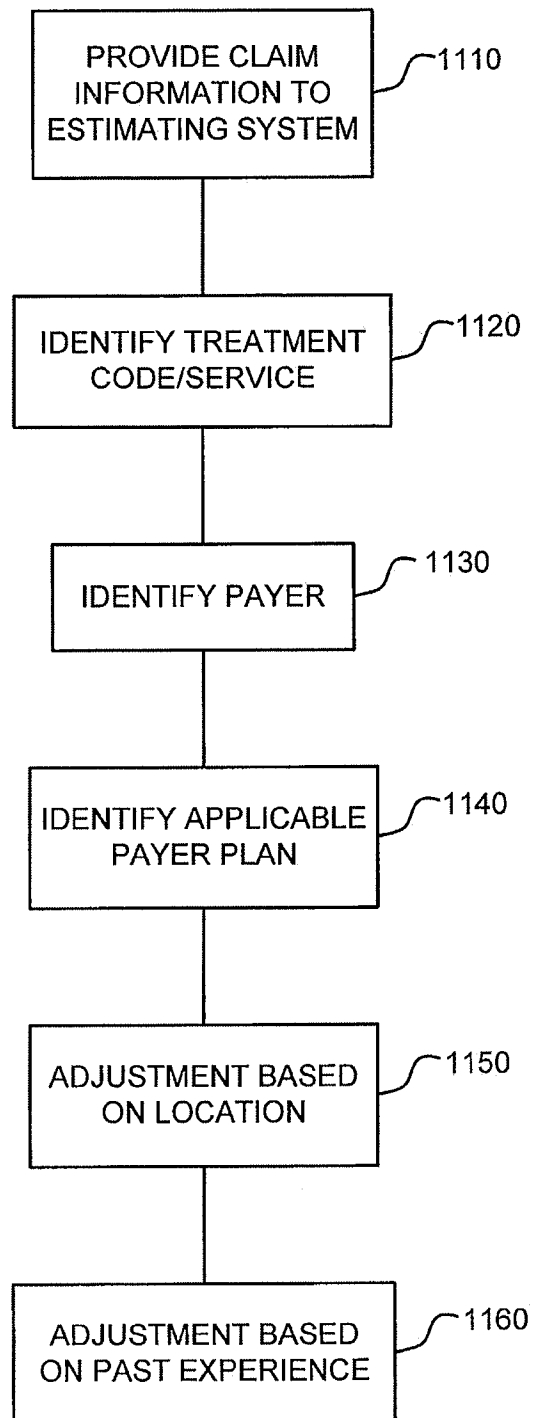 PROVIDE CLAIM
INFORMATION TO
ESTIMATING SYSTEM
1110
IDENTIFY TREATMENT
CODE/SERVICE
1120
IDENTIFY PAYER
1130
IDENTIFY APPLICABLE
PAYER PLAN
1140
ADJUSTMENT BASED
ON LOCATION
1150
ADJUSTMENT BASED
ON PAST EXPERIENCE
1160